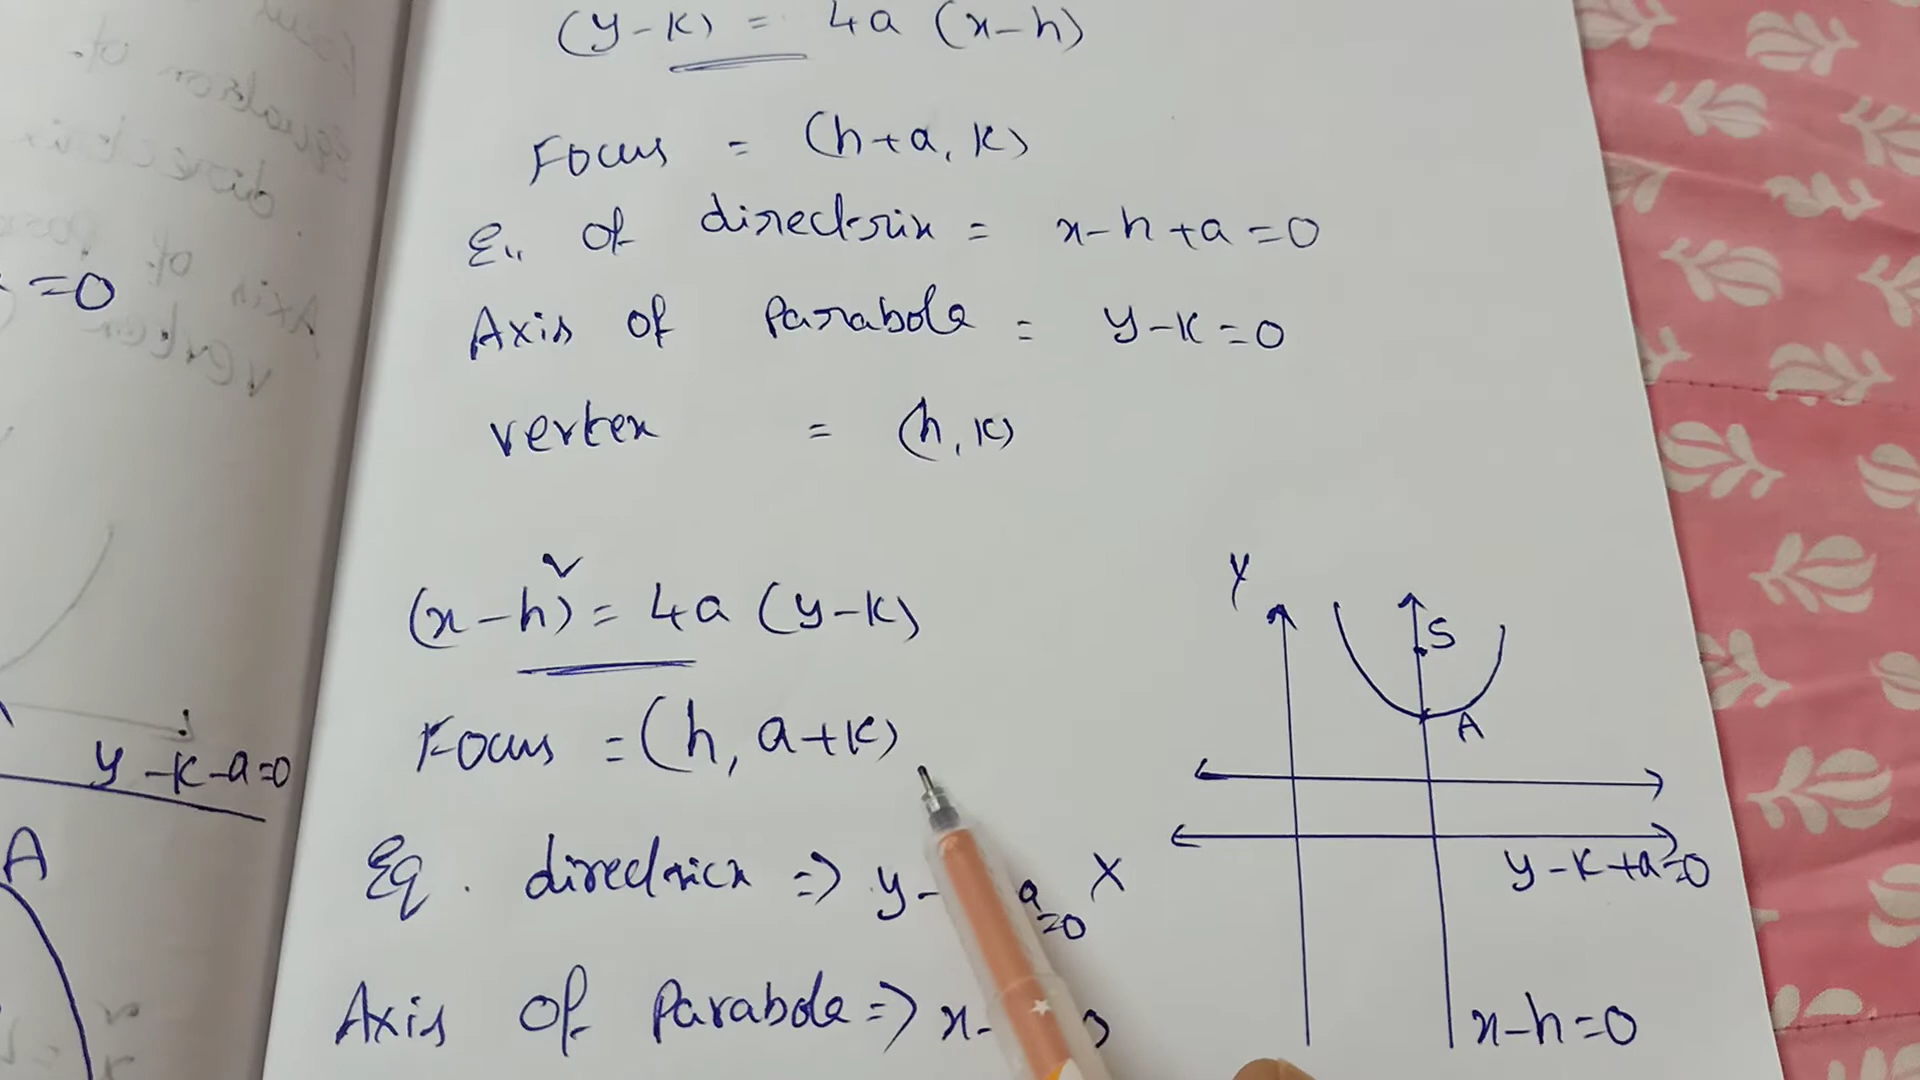 (y-k) = 4a (x-h)
Focus = (h+a, k)
Eq of directrix = x-h+a=0
Axis of Parabola = y-k=0
vertex = (h, k)
(x-h)² = 4a (y-k)
Focus = (h, a+k)
Eq. directrix => y- a =0
Axis of Parabola => x-
Y
S
A
X
y-k+a=0
x-h=0
=0
y-k-a=0
A